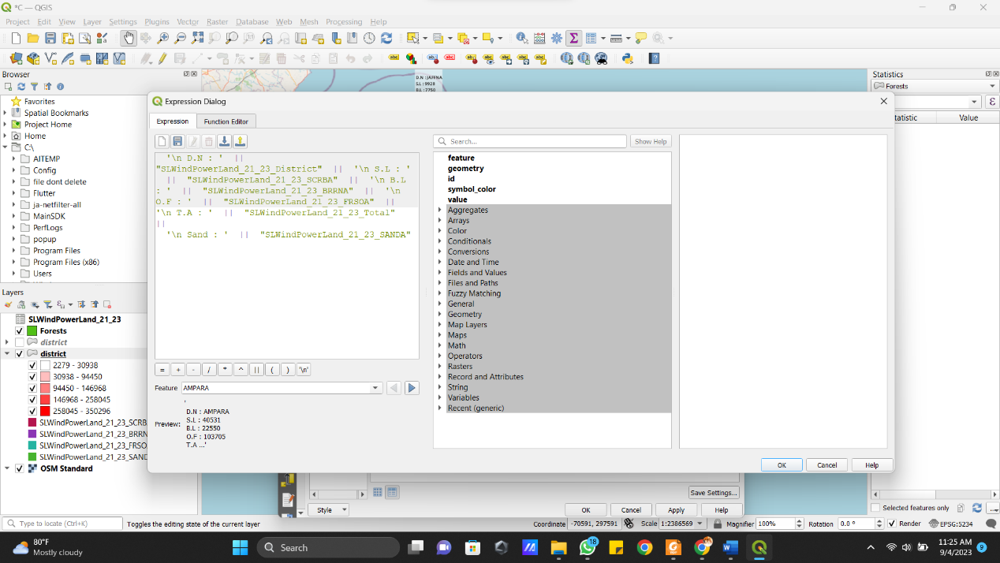 *C — QGIS
Project Edit View Layer Settings Plugins Vector Raster Database Web Mesh Processing Help
Browser
Favorites
Spatial Bookmarks
Project Home
Home
C:\
AITEMP
Config
file dont delete
Flutter
ja-netfilter-all
MainSDK
PerfLogs
popup
Program Files
Program Files (x86)
Users
Layers
SLWindPowerLand_21_23
Forests
district
district
2279 - 30938
30938 - 94450
94450 - 146968
146968 - 258045
258045 - 350296
SLWindPowerLand_21_23_SCRB
SLWindPowerLand_21_23_BRRN
SLWindPowerLand_21_23_FRSO
SLWindPowerLand_21_23_SAND
OSM Standard
D.N : JAFFNA
S.L : 9928
B.L : 7750
Expression Dialog
Expression Function Editor
'\n D.N : ' ||
"SLWindPowerLand_21_23_District" || '\n S.L : '
|| "SLWindPowerLand_21_23_SCRBA" || '\n B.L
: ' || "SLWindPowerLand_21_23_BRRNA" || '\n
O.F : ' || "SLWindPowerLand_21_23_FRSOA" ||
'\n T.A : ' || "SLWindPowerLand_21_23_Total"
||
'\n Sand : ' || "SLWindPowerLand_21_23_SANDA"
= + - / * ^ || ( ) '\n'
Feature AMPARA
Preview: '
D.N : AMPARA
S.L : 40531
B.L : 22550
O.F : 103705
T.A ...'
Search... Show Help
feature
geometry
id
symbol_color
value
Aggregates
Arrays
Color
Conditionals
Conversions
Date and Time
Fields and Values
Files and Paths
Fuzzy Matching
General
Geometry
Map Layers
Maps
Math
Operators
Rasters
Record and Attributes
String
Variables
Recent (generic)
OK Cancel Help
Save Settings...
Style OK Cancel Apply Help
Statistics
Forests
ε
tatistic Value
Selected features only
Type to locate (Ctrl+K) Toggles the editing state of the current layer Coordinate -70591, 297591 Scale 1:2386569 Magnifier 100% Rotation 0.0 ° Render EPSG:5234
80°F
Mostly cloudy
Search
18
11:25 AM
9/4/2023
9